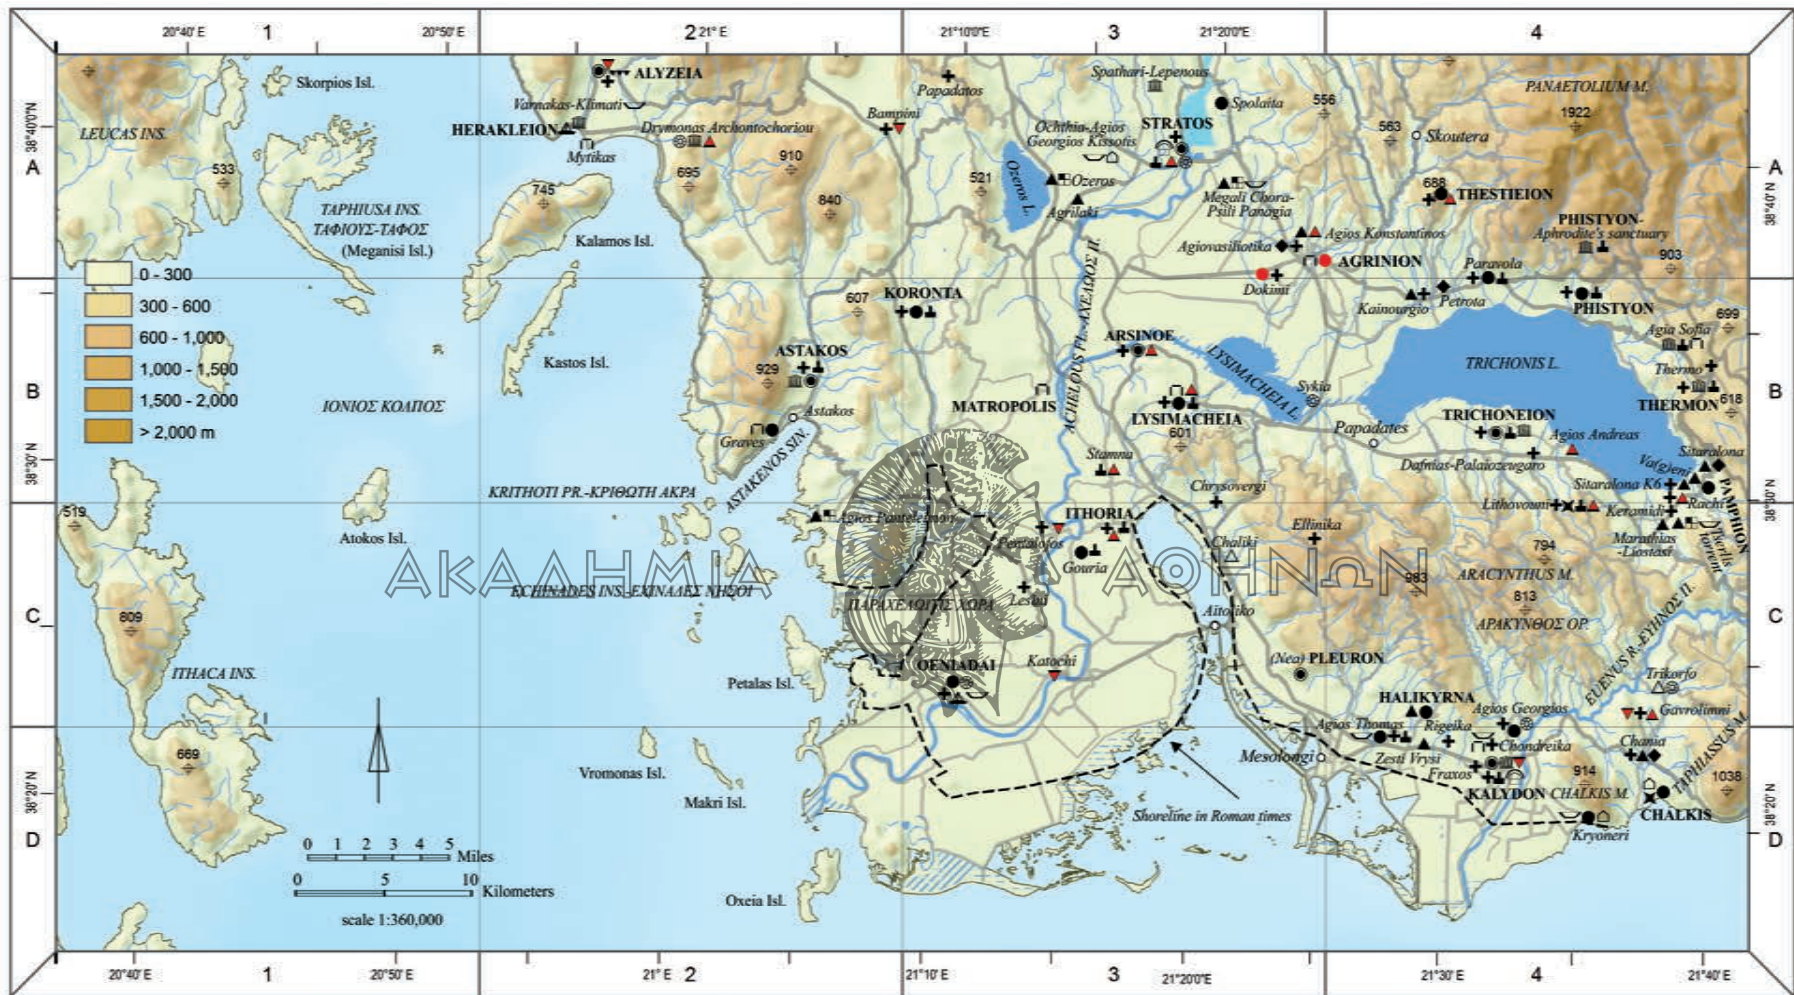 1
2
3
4
20°40' E
20°50' E
21° E
21°10'0"E
21°20'0"E
A
B
C
D
38°40'0"N
38°30' N
38°20' N
LEUCAS INS.
533
Skorpios Isl.
TAPHIUSA INS.
ΤΑΦΙΟΥΣ-ΤΑΦΟΣ
(Meganisi Isl.)
ALYZEIA
Varnakas-Klimati
HERAKLEION
Mytikas
Drymonas Archontochoriou
910
695
840
745
Kalamos Isl.
Kastos Isl.
Bampini
Papadatos
521
Ozeros L.
Ozeros
Agrilaki
Ochthia-Agios
Georgios Kissotis
Spathari-Lepenous
STRATOS
Spolaita
556
563
Skoutera
PANAETOLIUM M.
1922
Megali Chora-
Psili Panagia
688
THESTIEION
PHISTYON-
Aphrodite's sanctuary
903
Agiovasiliotika
Agios Konstantinos
AGRINION
Dokimi
Paravola
Kainourgio
Petrota
PHISTYON
699
0 - 300
300 - 600
600 - 1,000
1,000 - 1,500
1,500 - 2,000
> 2,000 m
607
KORONTA
ACHELOUS FL.-ΑΧΕΛΩΟΣ Π.
ARSINOE
LYSIMACHEIA L.
Sykia
TRICHONIS L.
Agia Sofia
Thermo
THERMON
618
ASTAKOS
929
Astakos
Graves
ASTAKENOS SIN.
ΙΟΝΙΟΣ ΚΟΛΠΟΣ
MATROPOLIS
LYSIMACHEIA
601
Papadates
TRICHONEION
Agios Andreas
Dafnias-Palaiozevgaro
Sitaralona
Va(g)eni
Sitaralona K6
PAMPHION
Lithovouni
Keramidi
Rachi
Marathias
-Liostasi
Tserlis
torrent
Stamna
Chrysovergi
KRITHOTI PR.-ΚΡΙΘΩΤΗ ΑΚΡΑ
519
Atokos Isl.
Agios Panteleimon
Pentalofos
ITHORIA
Gouria
Chaliki
Ellinika
794
ARACYNTHUS M.
983
813
ΑΡΑΚΥΝΘΟΣ ΟΡ.
ΑΚΑΔΗΜΙΑ
ΑΘΗΝΩΝ
ECHINADES INS.-ΕΧΙΝΑΔΕΣ ΝΗΣΟΙ
ΠΑΡΑΧΕΛΩΙΤΙΣ ΧΩΡΑ
Lesini
Aitoliko
809
ITHACA INS.
Petalas Isl.
OENIADAI
Katochi
(Nea) PLEURON
EUENUS R.-ΕΥΗΝΟΣ Π.
Trikorfo
HALIKYRNA
Agios Georgios
Gavrolimni
Agios Thomas
Rigeika
Zesti Vrysi
Chondreika
Chania
Fraxos
TAPHIASSUS M.
669
Vromonas Isl.
Makri Isl.
Mesolongi
KALYDON
914
CHALKIS M.
1038
CHALKIS
Kryoneri
Shoreline in Roman times
Oxeia Isl.
0 1 2 3 4 5
Miles
0 5 10
Kilometers
scale 1:360,000
38°40' N
38°30' N
38°20' N
A
B
C
D
20°40' E
20°50' E
21° E
21°10' E
21°20'0"E
21°30' E
21°40' E
1
2
3
4